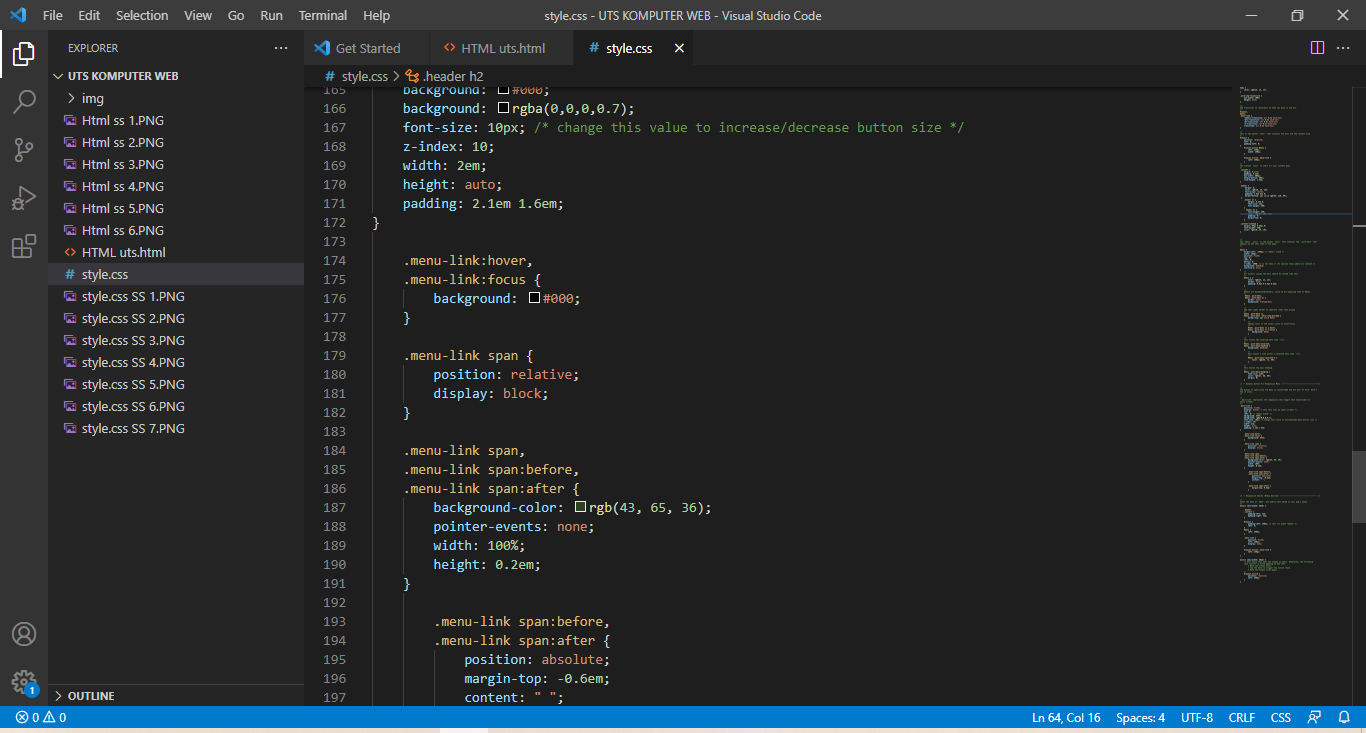 File Edit Selection View Go Run Terminal Help
style.css - UTS KOMPUTER WEB - Visual Studio Code
EXPLORER
UTS KOMPUTER WEB
img
Html ss 1.PNG
Html ss 2.PNG
Html ss 3.PNG
Html ss 4.PNG
Html ss 5.PNG
Html ss 6.PNG
HTML uts.html
style.css
style.css SS 1.PNG
style.css SS 2.PNG
style.css SS 3.PNG
style.css SS 4.PNG
style.css SS 5.PNG
style.css SS 6.PNG
style.css SS 7.PNG
OUTLINE
1
Get Started
<> HTML uts.html
# style.css
# style.css > .header h2
165 background: #000;
166 background: rgba(0,0,0,0.7);
167 font-size: 10px; /* change this value to increase/decrease button size */
168 z-index: 10;
169 width: 2em;
170 height: auto;
171 padding: 2.1em 1.6em;
172 }
173
174 .menu-link:hover,
175 .menu-link:focus {
176 background: #000;
177 }
178
179 .menu-link span {
180 position: relative;
181 display: block;
182 }
183
184 .menu-link span,
185 .menu-link span:before,
186 .menu-link span:after {
187 background-color: rgb(43, 65, 36);
188 pointer-events: none;
189 width: 100%;
190 height: 0.2em;
191 }
192
193 .menu-link span:before,
194 .menu-link span:after {
195 position: absolute;
196 margin-top: -0.6em;
197 content: " ";
0 0
Ln 64, Col 16 Spaces: 4 UTF-8 CRLF CSS